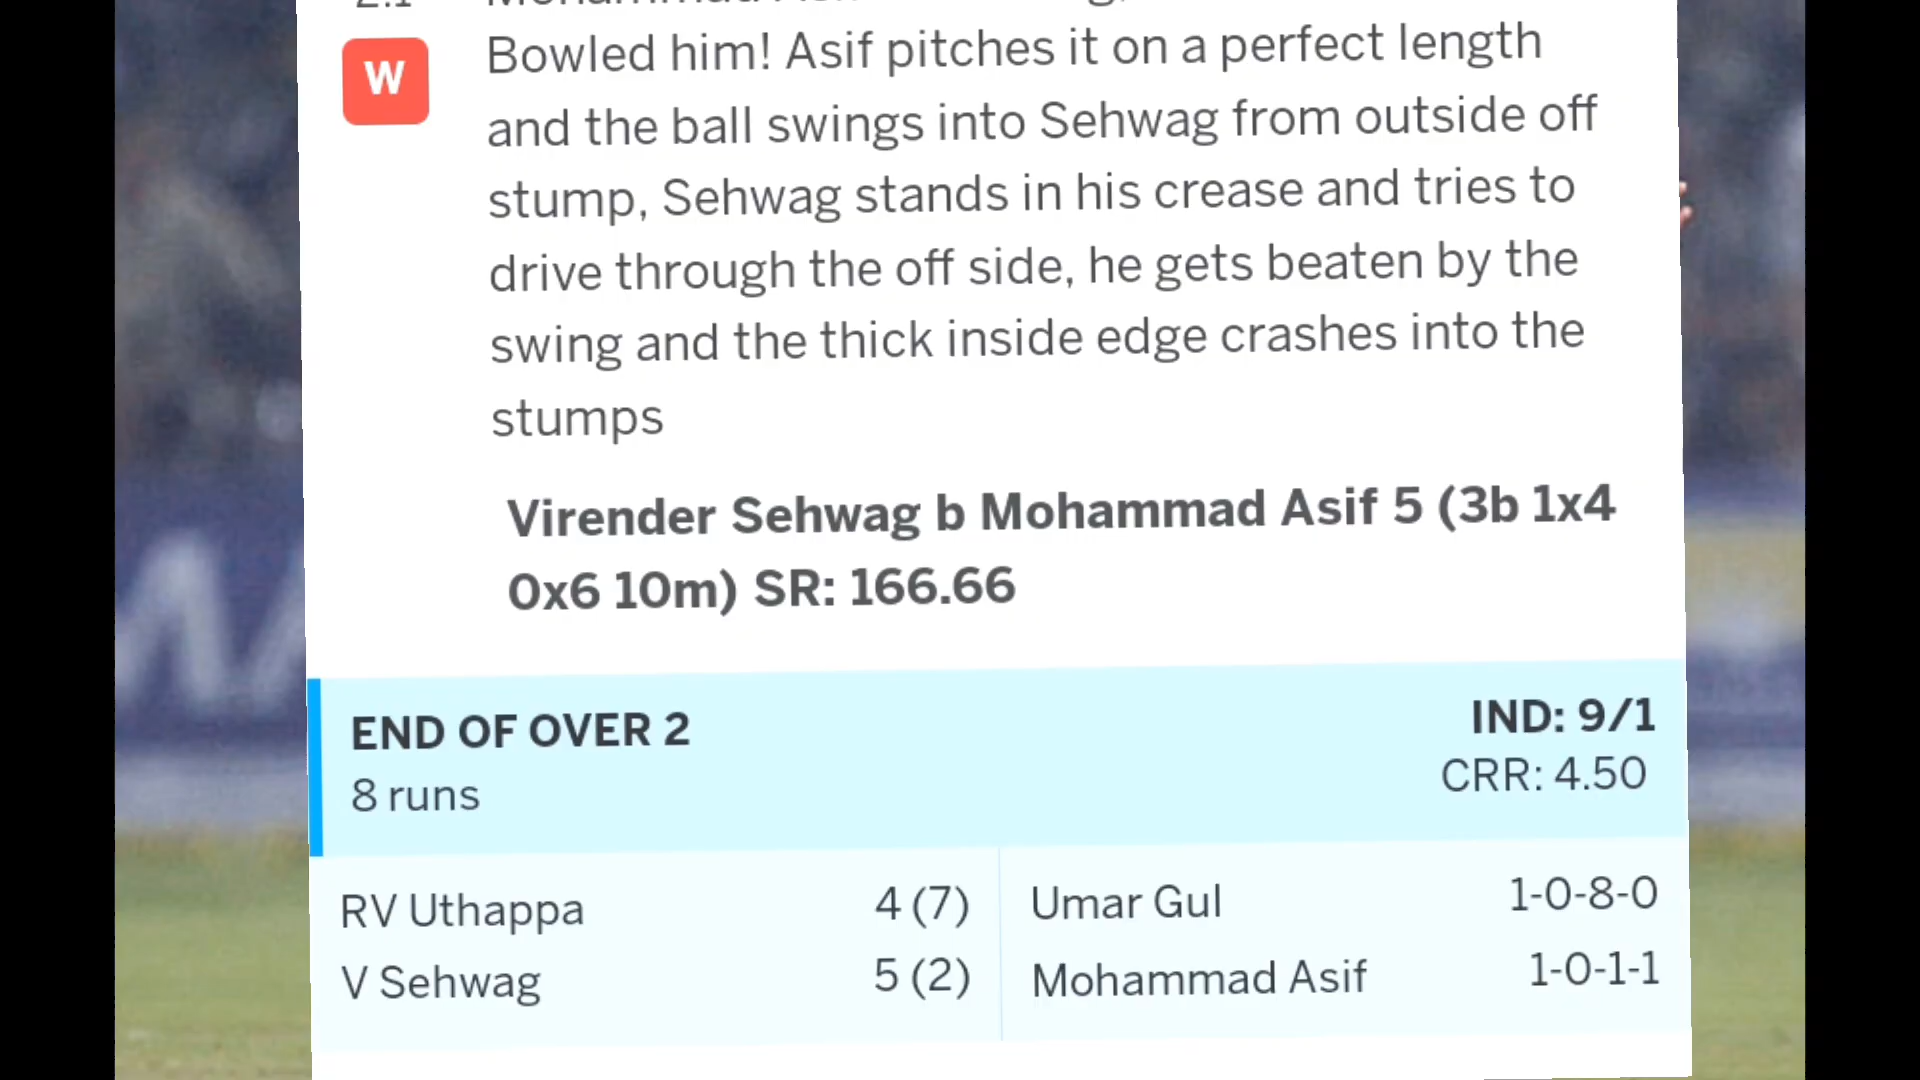 2.1
W
Bowled him! Asif pitches it on a perfect length
and the ball swings into Sehwag from outside off
stump, Sehwag stands in his crease and tries to
drive through the off side, he gets beaten by the
swing and the thick inside edge crashes into the
stumps
Virender Sehwag b Mohammad Asif 5 (3b 1x4
0x6 10m) SR: 166.66
END OF OVER 2 IND: 9/1
8 runs CRR: 4.50
RV Uthappa 4 (7) Umar Gul 1-0-8-0
V Sehwag 5 (2) Mohammad Asif 1-0-1-1